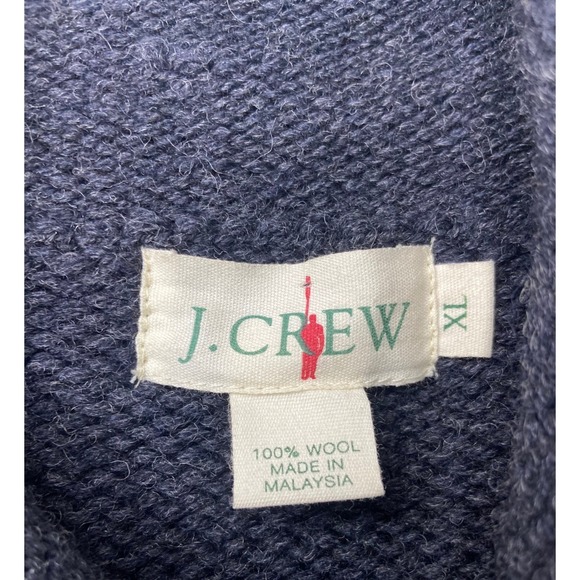 J.CREW
XL
100% WOOL
MADE IN
MALAYSIA